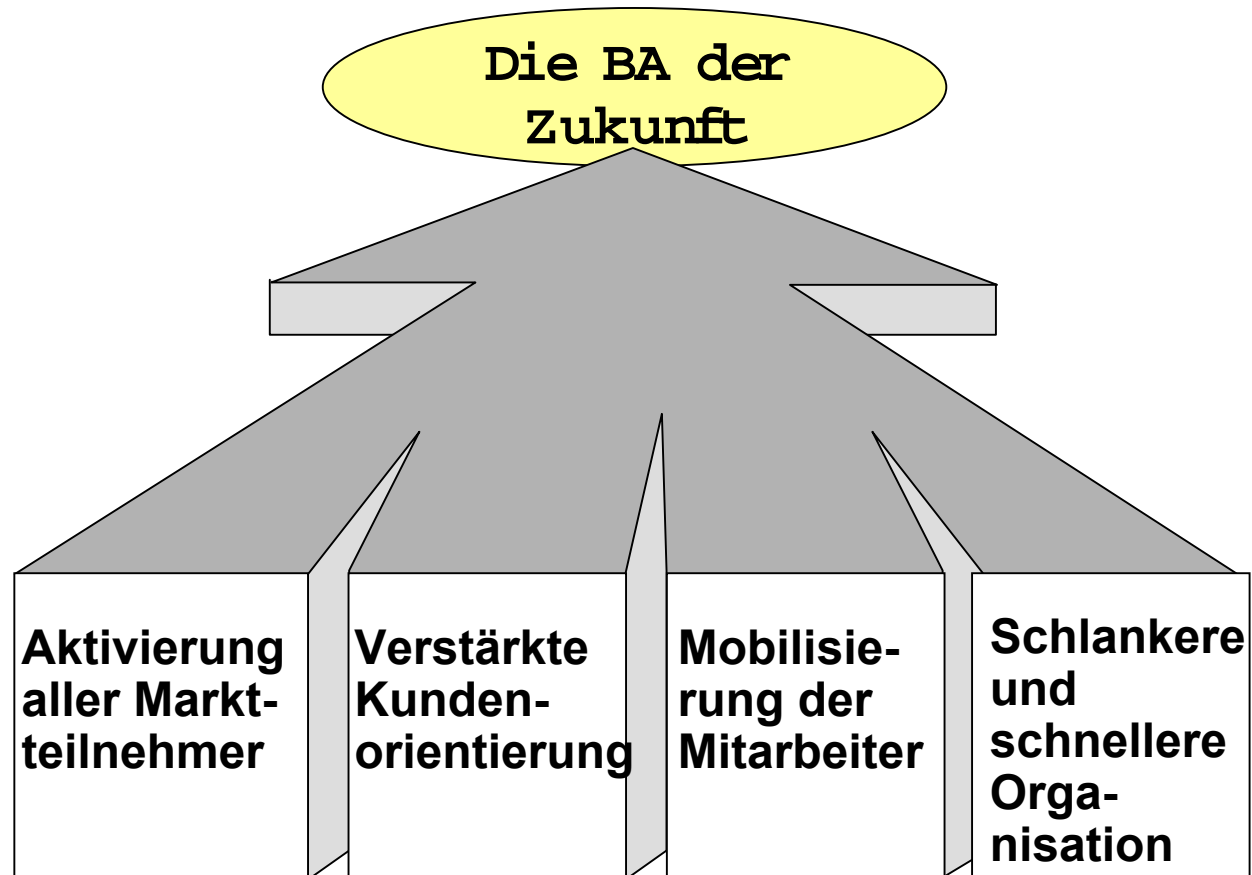 Die BA der
Zukunft
Aktivierung
aller Markt-
teilnehmer
Verstärkte
Kunden-
orientierung
Mobilisie-
rung der
Mitarbeiter
Schlankere
und
schnellere
Orga-
nisation